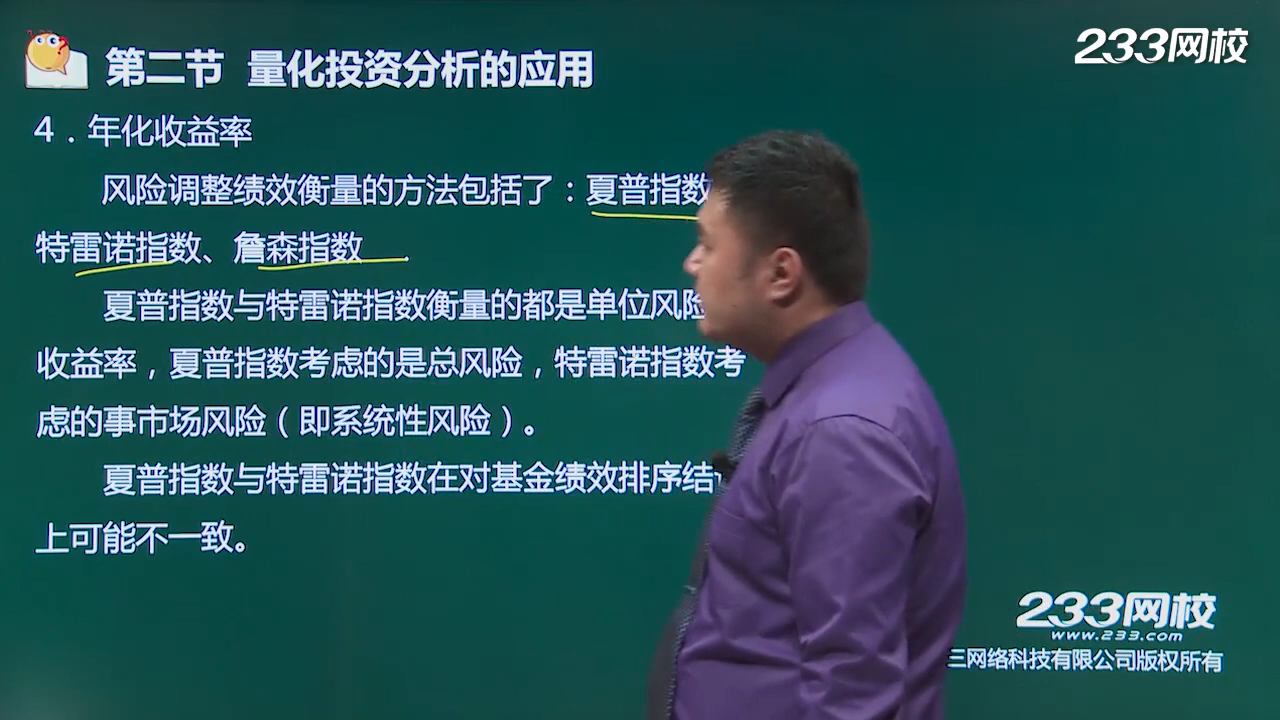 第二节 量化投资分析的应用
233网校
4．年化收益率
风险调整绩效衡量的方法包括了：夏普指数
特雷诺指数、詹森指数
夏普指数与特雷诺指数衡量的都是单位风险
收益率，夏普指数考虑的是总风险，特雷诺指数考
虑的事市场风险（即系统性风险）。
夏普指数与特雷诺指数在对基金绩效排序结
上可能不一致。
233网校
www.233.com
三网络科技有限公司版权所有